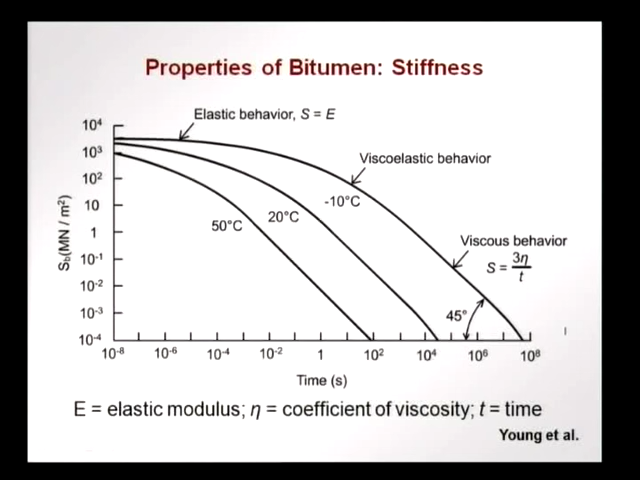 Properties of Bitumen: Stiffness
Elastic behavior, S = E
Viscoelastic behavior
-10°C
20°C
50°C
Viscous behavior
S = 3η/t
45°
S_b(MN / m²)
10⁴
10³
10²
10
1
10⁻¹
10⁻²
10⁻³
10⁻⁴
10⁻⁸ 10⁻⁶ 10⁻⁴ 10⁻² 1 10² 10⁴ 10⁶ 10⁸
Time (s)
E = elastic modulus; η = coefficient of viscosity; t = time
Young et al.